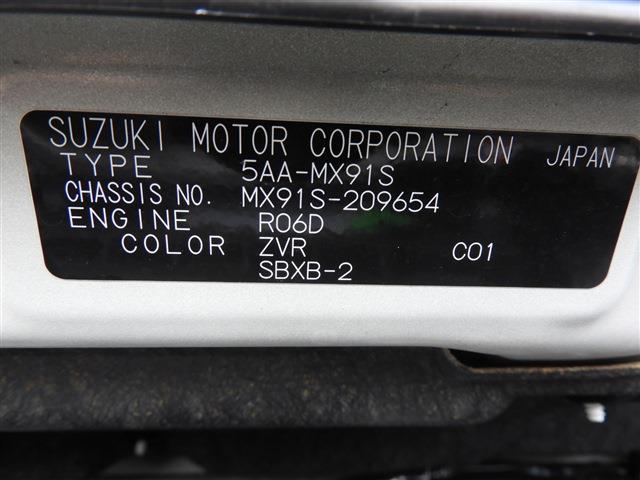 SUZUKI MOTOR CORPORATION JAPAN
TYPE 5AA-MX91S
CHASSIS NO. MX91S-209654
ENGINE R06D
COLOR ZVR C01
SBXB-2